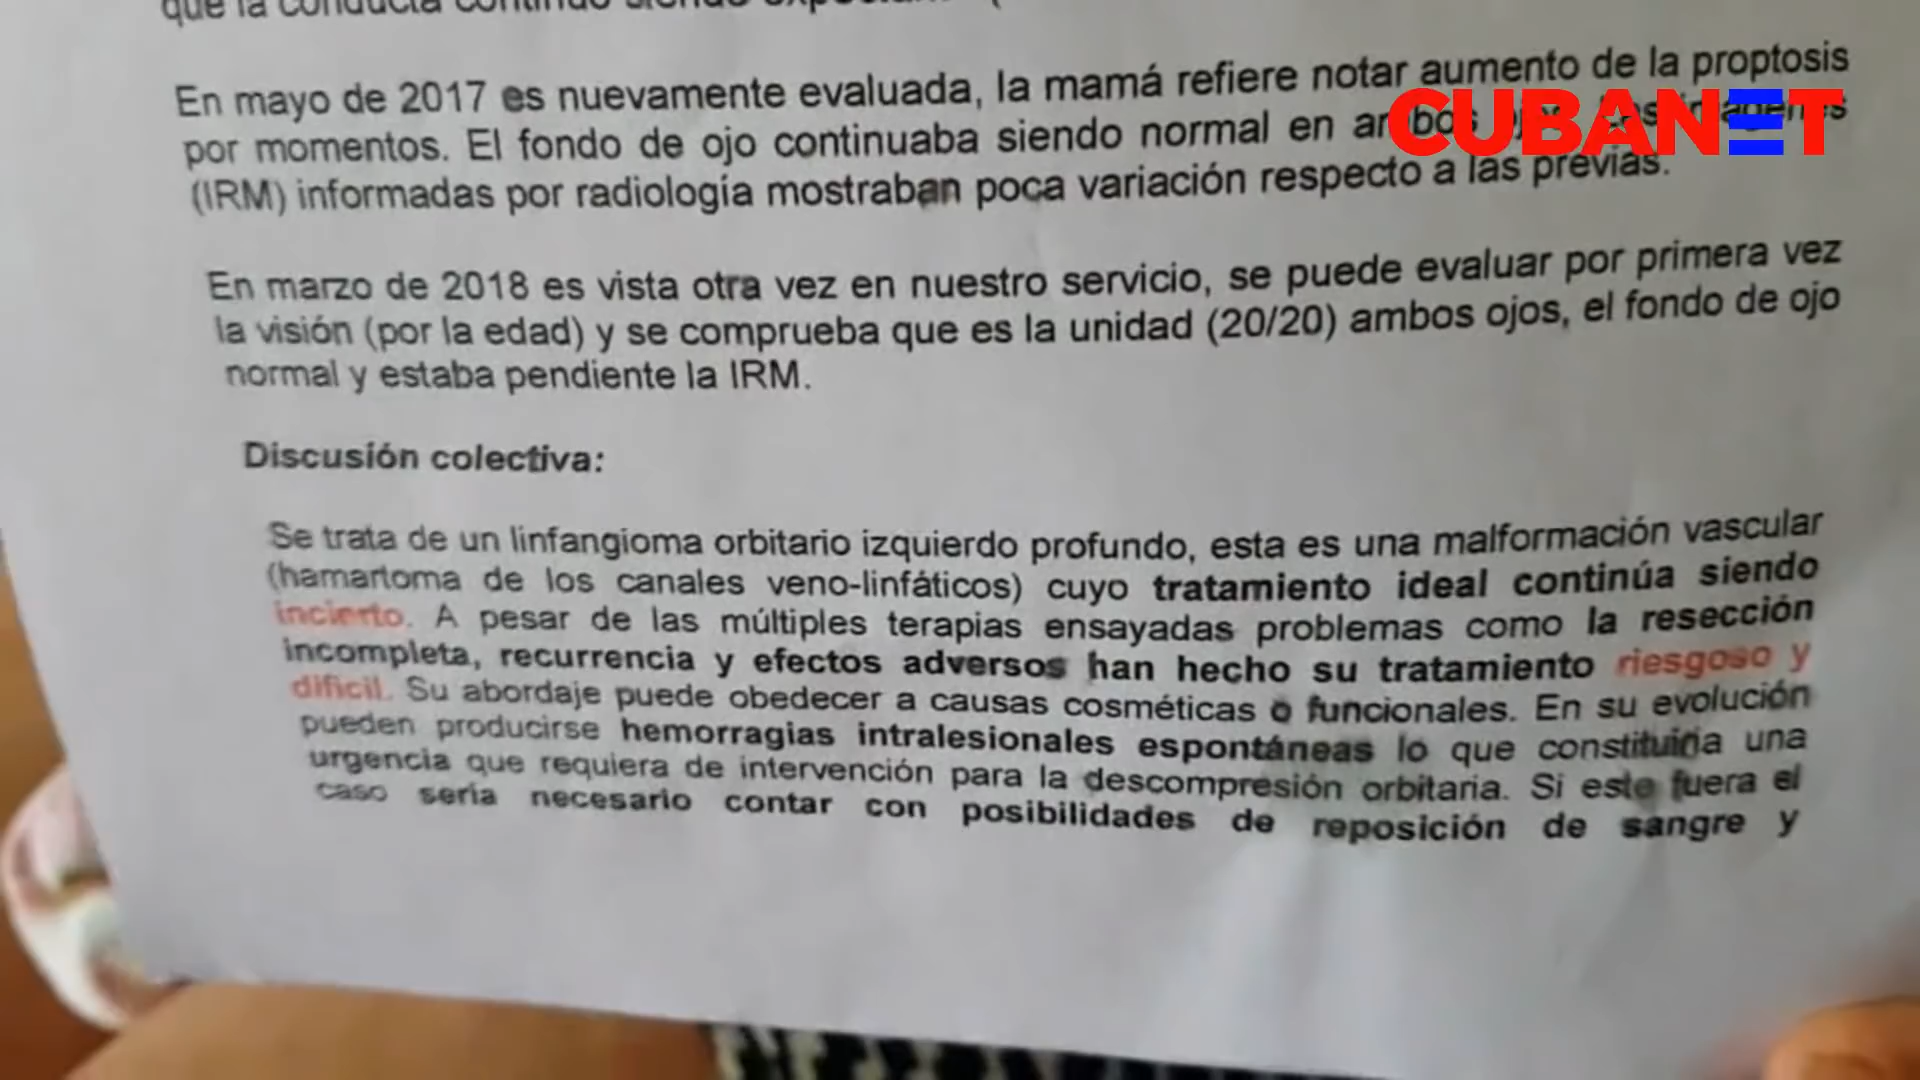 que la conducta continuó siendo
En mayo de 2017 es nuevamente evaluada, la mamá refiere notar aumento de la proptosis
por momentos. El fondo de ojo continuaba siendo normal en ambos ojos. Las imágenes
CUBANET
(IRM) informadas por radiología mostraban poca variación respecto a las previas.
En marzo de 2018 es vista otra vez en nuestro servicio, se puede evaluar por primera vez
la visión (por la edad) y se comprueba que es la unidad (20/20) ambos ojos, el fondo de ojo
normal y estaba pendiente la IRM.
Discusión colectiva:
Se trata de un linfangioma orbitario izquierdo profundo, esta es una malformación vascular
(hamartoma de los canales veno-linfáticos) cuyo tratamiento ideal continúa siendo
incierto. A pesar de las múltiples terapias ensayadas problemas como la resección
incompleta, recurrencia y efectos adversos han hecho su tratamiento riesgoso y
dificil. Su abordaje puede obedecer a causas cosméticas o funcionales. En su evolución
pueden producirse hemorragias intralesionales espontáneas lo que constituiría una
urgencia que requiera de intervención para la descompresión orbitaria. Si este fuera el
caso sería necesario contar con posibilidades de reposición de sangre y